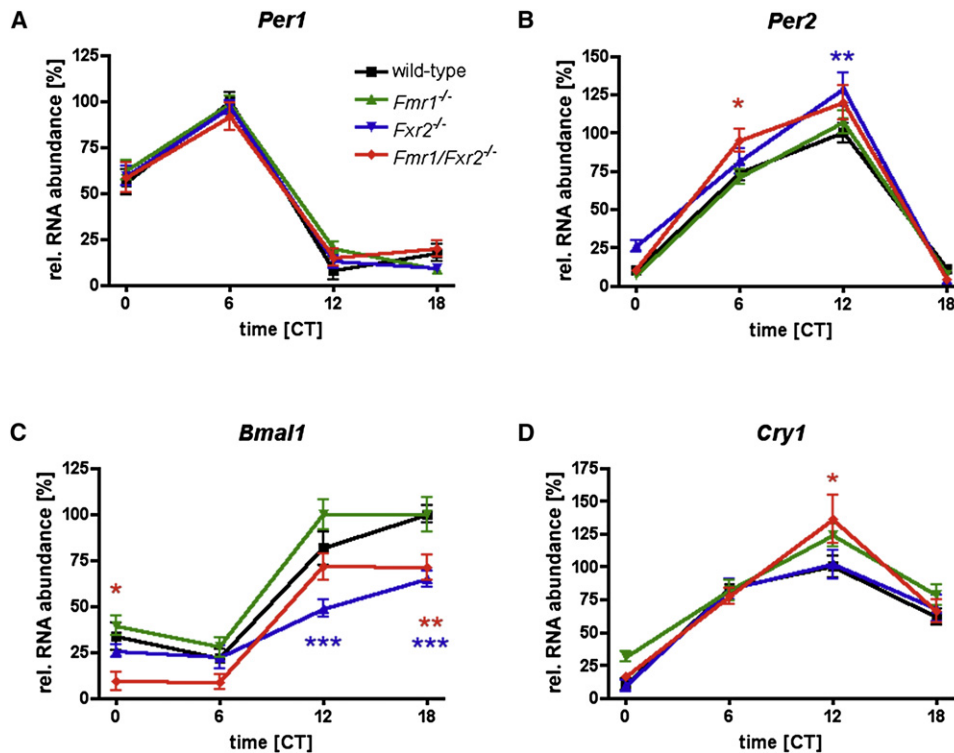 A
Per1
rel. RNA abundance [%]
125
100
75
50
25
0
0 6 12 18
time [CT]
wild-type
Fmr1-/-
Fxr2-/-
Fmr1/Fxr2-/-
B
Per2
rel. RNA abundance [%]
150
125
100
75
50
25
0
*
**
0 6 12 18
time [CT]
C
Bmal1
rel. RNA abundance [%]
125
100
75
50
25
0
*
***
**
***
0 6 12 18
time [CT]
D
Cry1
rel. RNA abundance [%]
175
150
125
100
75
50
25
0
*
0 6 12 18
time [CT]